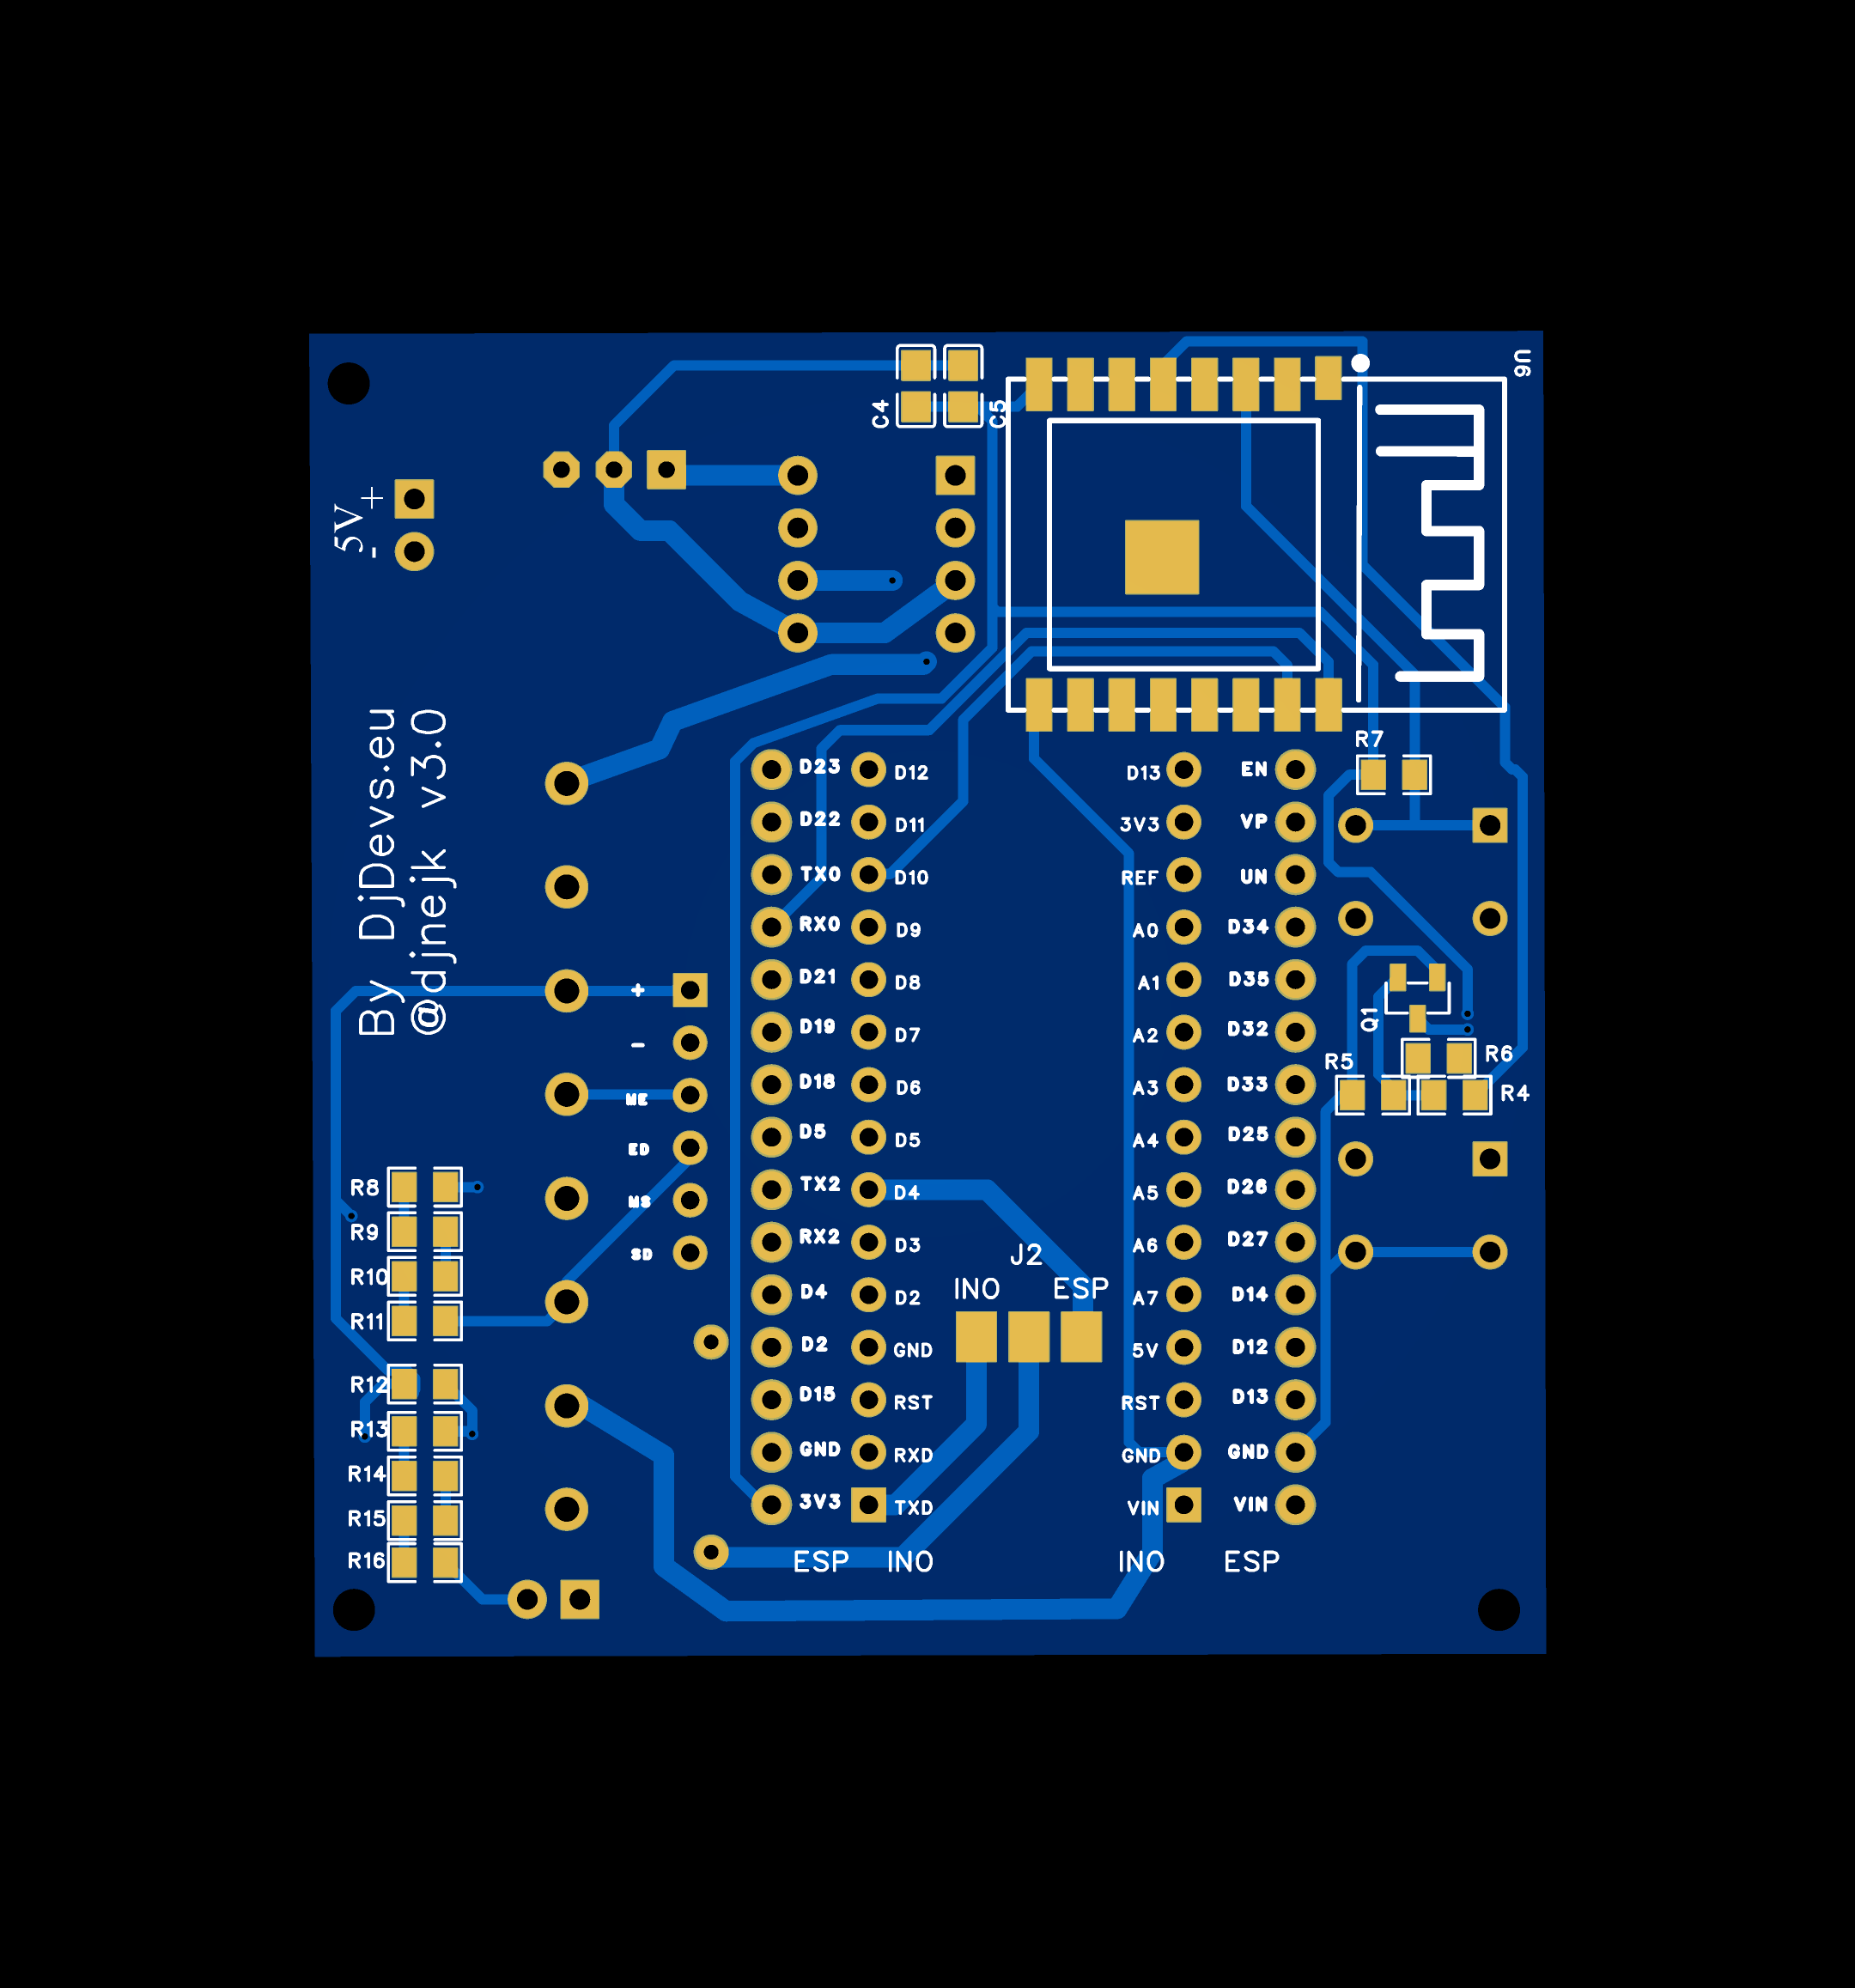 U6
C4
C5
5V
+
-
By DjDevs.eu
@djnejk v3.0
R7
D23 D12 D13 EN
D22 D11 3V3 VP
TX0 D10 REF UN
RX0 D9 A0 D34
+ D21 D8 A1 D35
- D19 D7 A2 D32
Q1
R5
R6
R4
ME D18 D6 A3 D33
ED D5 D5 A4 D25
MS TX2 D4 A5 D26
SD RX2 D3 A6 D27
R8
R9
R10
R11
J2
INO ESP
D4 D2 A7 D14
D2 GND 5V D12
D15 RST RST D13
GND RXD GND GND
3V3 TXD VIN VIN
R12
R13
R14
R15
R16
ESP INO INO ESP